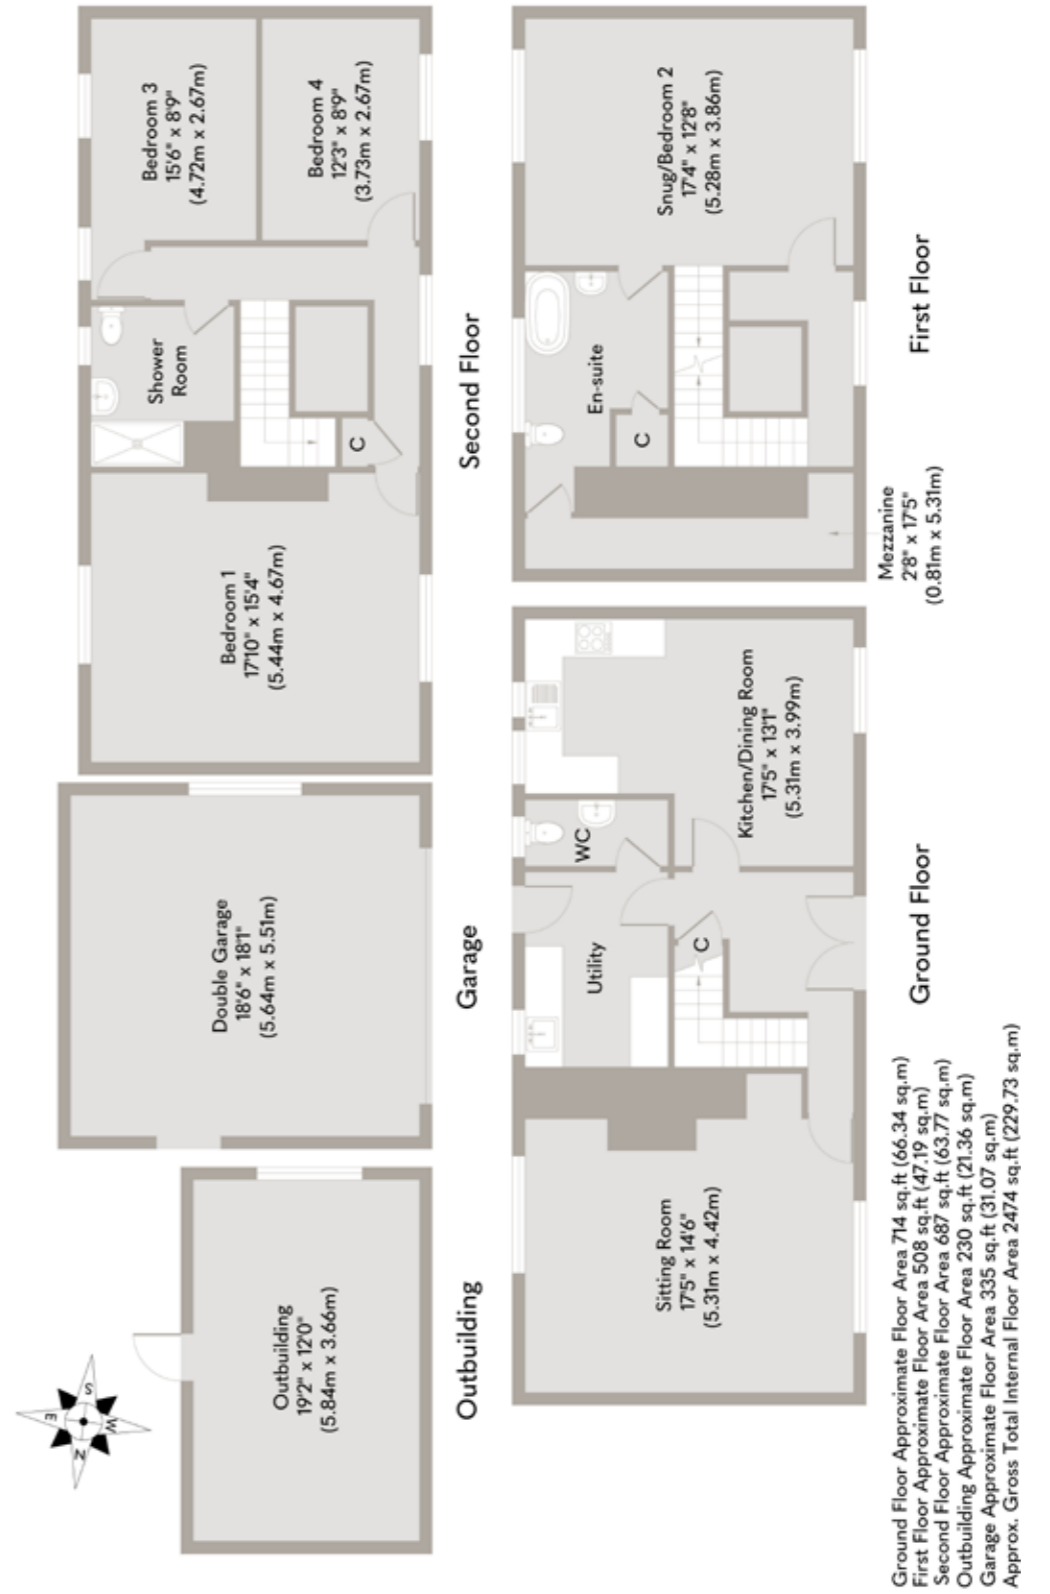 Outbuilding
19'2" x 12'0"
(5.84m x 3.66m)
Outbuilding
Double Garage
18'6" x 18'1"
(5.64m x 5.51m)
Garage
Bedroom 1
17'10" x 15'4"
(5.44m x 4.67m)
Shower
Room
C
Bedroom 3
15'6" x 8'9"
(4.72m x 2.67m)
Bedroom 4
12'3" x 8'9"
(3.73m x 2.67m)
Second Floor
Sitting Room
17'5" x 14'6"
(5.31m x 4.42m)
Utility
WC
C
Kitchen/Dining Room
17'5" x 13'1"
(5.31m x 3.99m)
Ground Floor
En-suite
C
Snug/Bedroom 2
17'4" x 12'8"
(5.28m x 3.86m)
Mezzanine
2'8" x 17'5"
(0.81m x 5.31m)
First Floor
N
E
S
W
Ground Floor Approximate Floor Area 714 sq.ft (66.34 sq.m)
First Floor Approximate Floor Area 508 sq.ft (47.19 sq.m)
Second Floor Approximate Floor Area 687 sq.ft (63.77 sq.m)
Outbuilding Approximate Floor Area 230 sq.ft (21.36 sq.m)
Garage Approximate Floor Area 335 sq.ft (31.07 sq.m)
Approx. Gross Total Internal Floor Area 2474 sq.ft (229.73 sq.m)